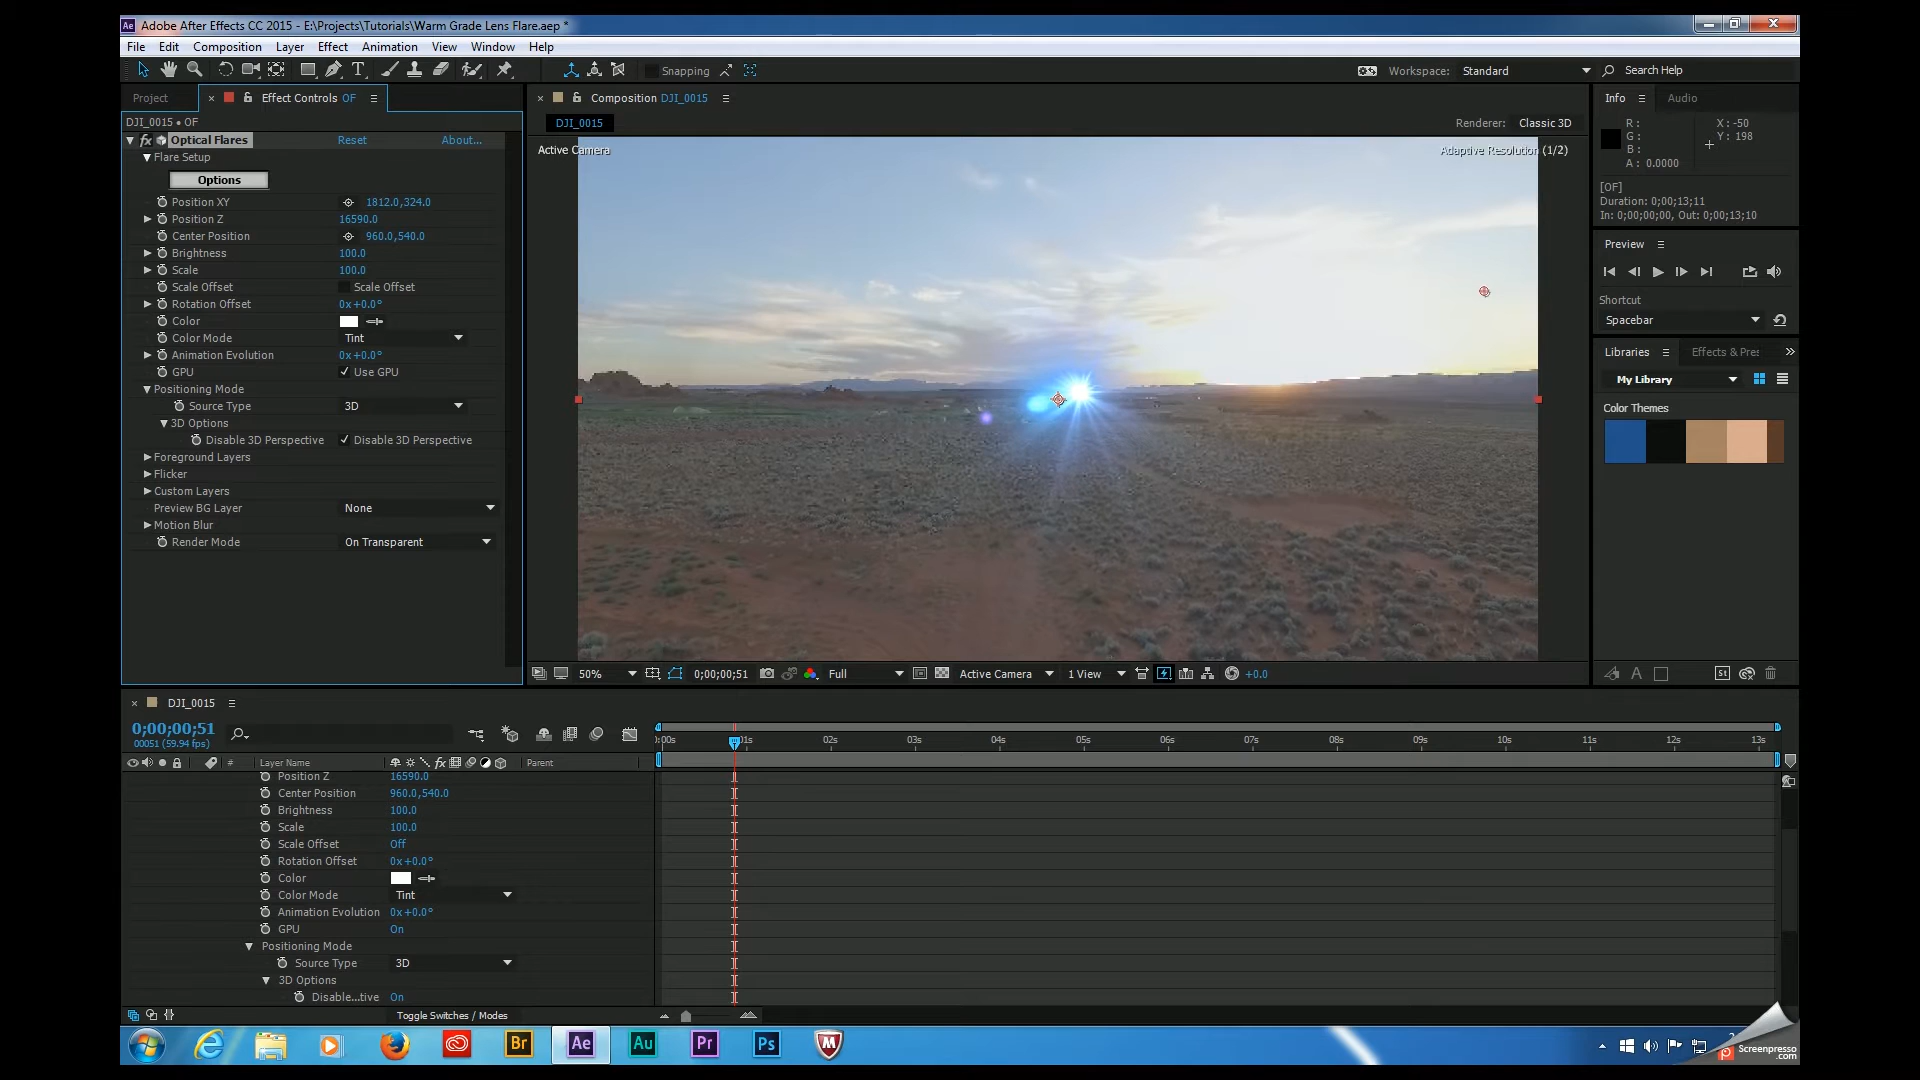 Adobe After Effects CC 2015 - E:\Projects\Tutorials\Warm Grade Lens Flare.aep *
File Edit Composition Layer Effect Animation View Window Help
Snapping
Workspace: Standard
Search Help
Project
Effect Controls OF
DJI_0015 • OF
fx Optical Flares Reset About...
Flare Setup
Options
Position XY 1812.0,324.0
Position Z 16590.0
Center Position 960.0,540.0
Brightness 100.0
Scale 100.0
Scale Offset Scale Offset
Rotation Offset 0x+0.0°
Color
Color Mode Tint
Animation Evolution 0x+0.0°
GPU Use GPU
Positioning Mode
Source Type 3D
3D Options
Disable 3D Perspective Disable 3D Perspective
Foreground Layers
Flicker
Custom Layers
Preview BG Layer None
Motion Blur
Render Mode On Transparent
Composition DJI_0015
DJI_0015
Renderer: Classic 3D
Active Camera
Adaptive Resolution (1/2)
50% 0;00;00;51 Full Active Camera 1 View +0.0
Info Audio
R: X: -50
G: Y: 198
B:
A: 0.0000
[OF]
Duration: 0;00;13;11
In: 0;00;00;00, Out: 0;00;13;10
Preview
Shortcut
Spacebar
Libraries Effects & Pres
My Library
Color Themes
St
DJI_0015
0;00;00;51
00051 (59.94 fps)
# Layer Name fx Parent
:00s 01s 02s 03s 04s 05s 06s 07s 08s 09s 10s 11s 12s 13s
Position Z 16590.0
Center Position 960.0,540.0
Brightness 100.0
Scale 100.0
Scale Offset Off
Rotation Offset 0x+0.0°
Color
Color Mode Tint
Animation Evolution 0x+0.0°
GPU On
Positioning Mode
Source Type 3D
3D Options
Disable...tive On
Toggle Switches / Modes
Br Ae Au Pr Ps
Screenpresso
.com